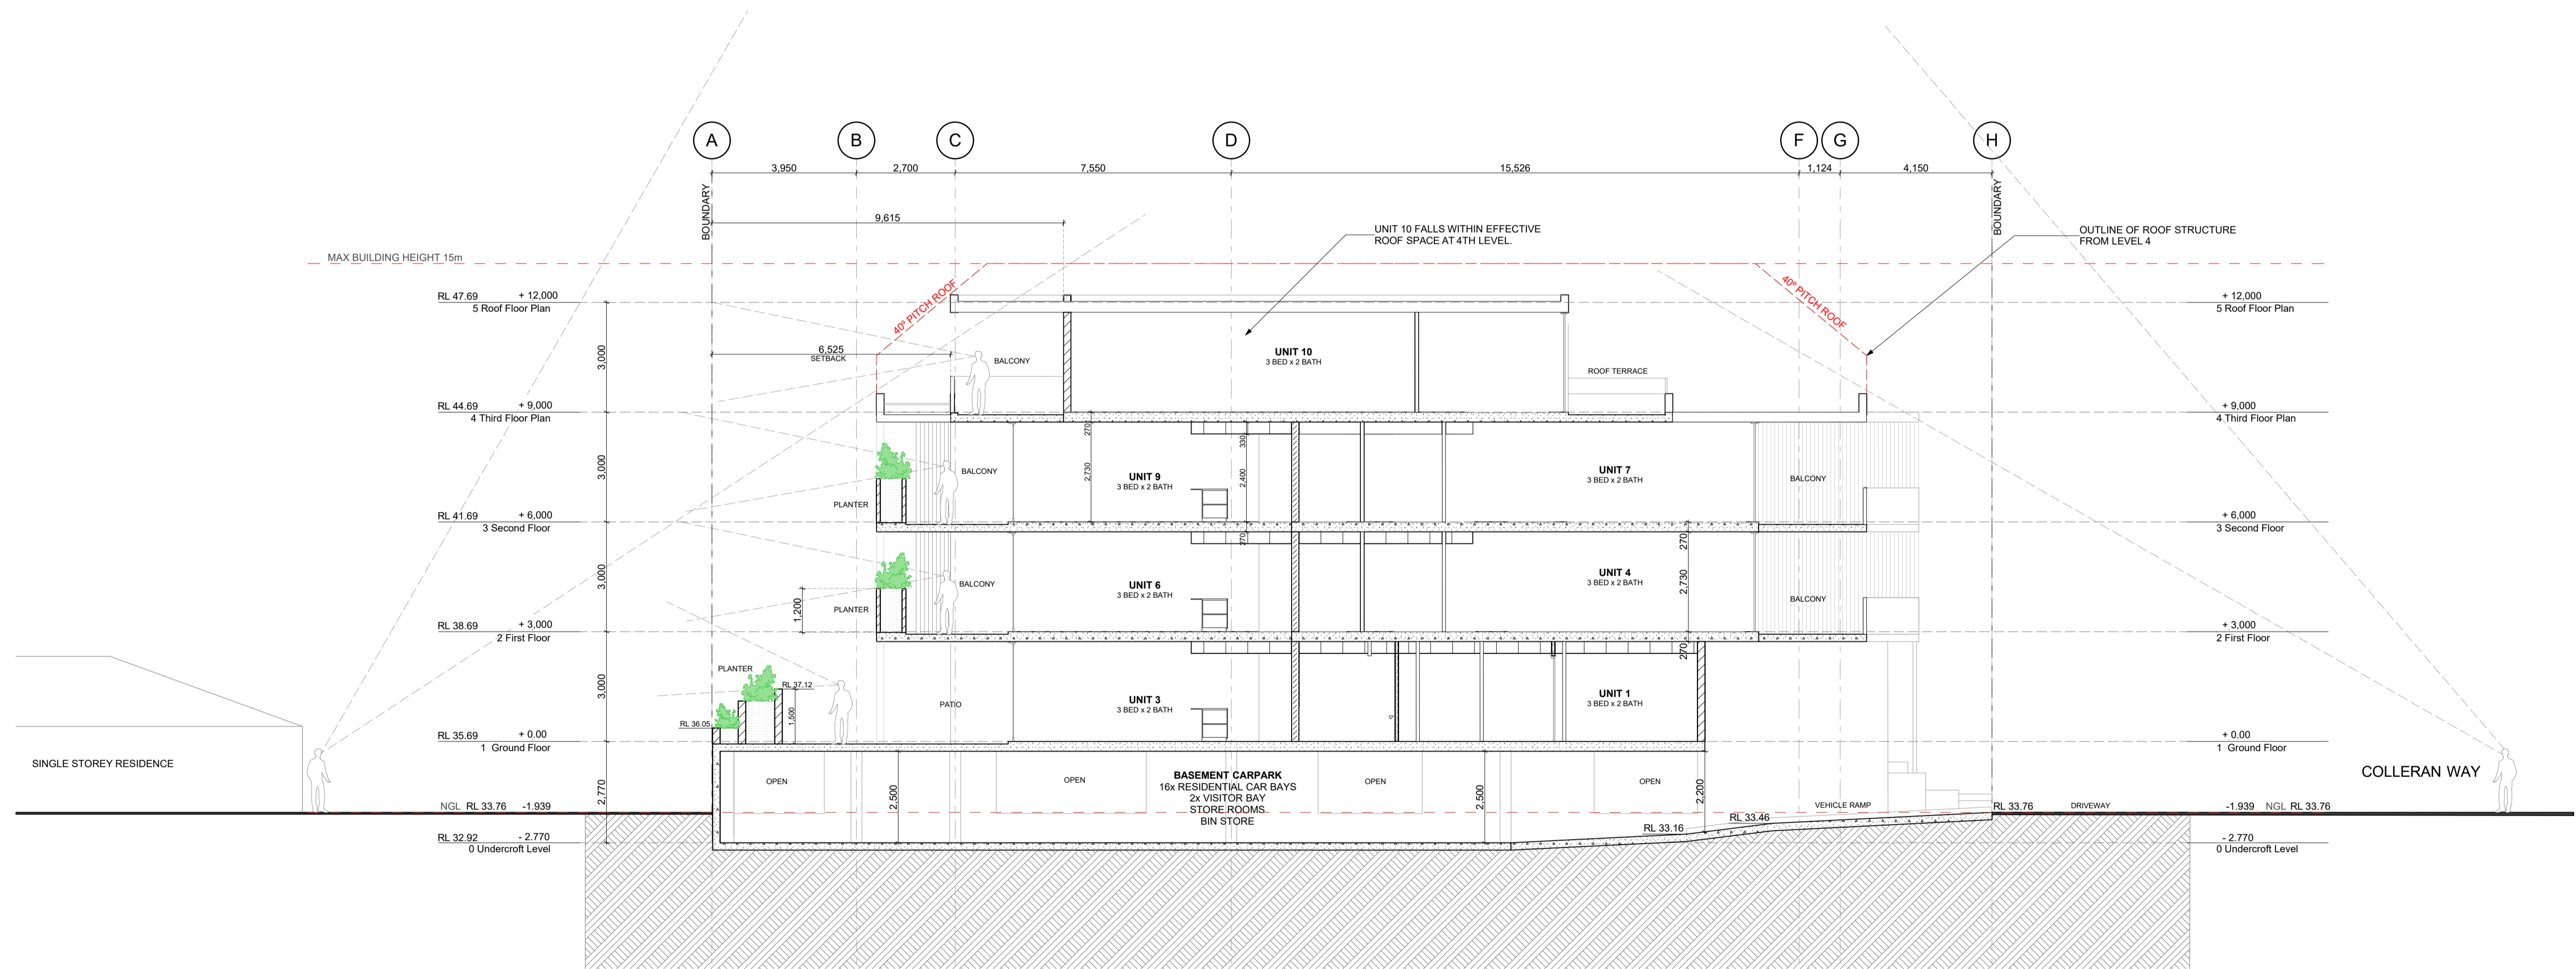 A
B
C
D
F
G
H
3,950
2,700
7,550
15,526
1,124
4,150
BOUNDARY
BOUNDARY
9,615
UNIT 10 FALLS WITHIN EFFECTIVE
ROOF SPACE AT 4TH LEVEL.
OUTLINE OF ROOF STRUCTURE
FROM LEVEL 4
MAX BUILDING HEIGHT 15m
40º PITCH ROOF
40º PITCH ROOF
RL 47.69 + 12,000
5 Roof Floor Plan
+ 12,000
5 Roof Floor Plan
3,000
6,525
SETBACK
BALCONY
UNIT 10
3 BED x 2 BATH
ROOF TERRACE
RL 44.69 + 9,000
4 Third Floor Plan
+ 9,000
4 Third Floor Plan
3,000
270
2,730
330
2,400
270
BALCONY
PLANTER
UNIT 9
3 BED x 2 BATH
UNIT 7
3 BED x 2 BATH
BALCONY
RL 41.69 + 6,000
3 Second Floor
+ 6,000
3 Second Floor
3,000
1,200
PLANTER
BALCONY
UNIT 6
3 BED x 2 BATH
UNIT 4
3 BED x 2 BATH
270
2,730
270
BALCONY
RL 38.69 + 3,000
2 First Floor
+ 3,000
2 First Floor
3,000
PLANTER
RL 37.12
1,500
RL 36.05
PATIO
UNIT 3
3 BED x 2 BATH
UNIT 1
3 BED x 2 BATH
RL 35.69 + 0.00
1 Ground Floor
+ 0.00
1 Ground Floor
SINGLE STOREY RESIDENCE
COLLERAN WAY
2,770
OPEN
OPEN
OPEN
OPEN
2,500
2,500
2,200
BASEMENT CARPARK
16x RESIDENTIAL CAR BAYS
2x VISITOR BAY
STORE ROOMS
BIN STORE
NGL RL 33.76 -1.939
VEHICLE RAMP
RL 33.76
DRIVEWAY
-1.939 NGL RL 33.76
RL 33.46
RL 33.16
RL 32.92 - 2.770
0 Undercroft Level
- 2.770
0 Undercroft Level